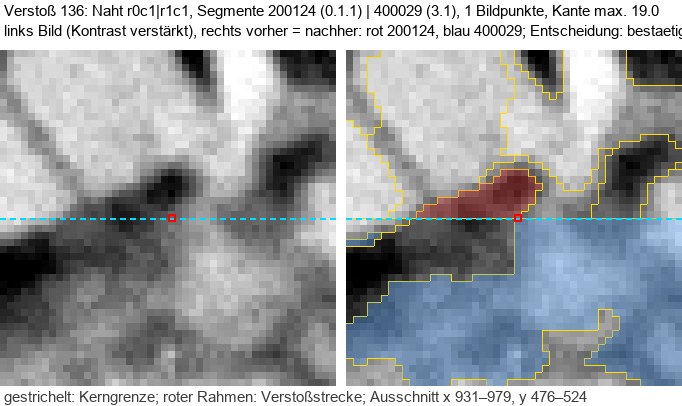 Verstoß 136: Naht r0c1|r1c1, Segmente 200124 (0.1.1) | 400029 (3.1), 1 Bildpunkte, Kante max. 19.0
links Bild (Kontrast verstärkt), rechts vorher = nachher: rot 200124, blau 400029; Entscheidung: bestaetig
gestrichelt: Kerngrenze; roter Rahmen: Verstoßstrecke; Ausschnitt x 931–979, y 476–524